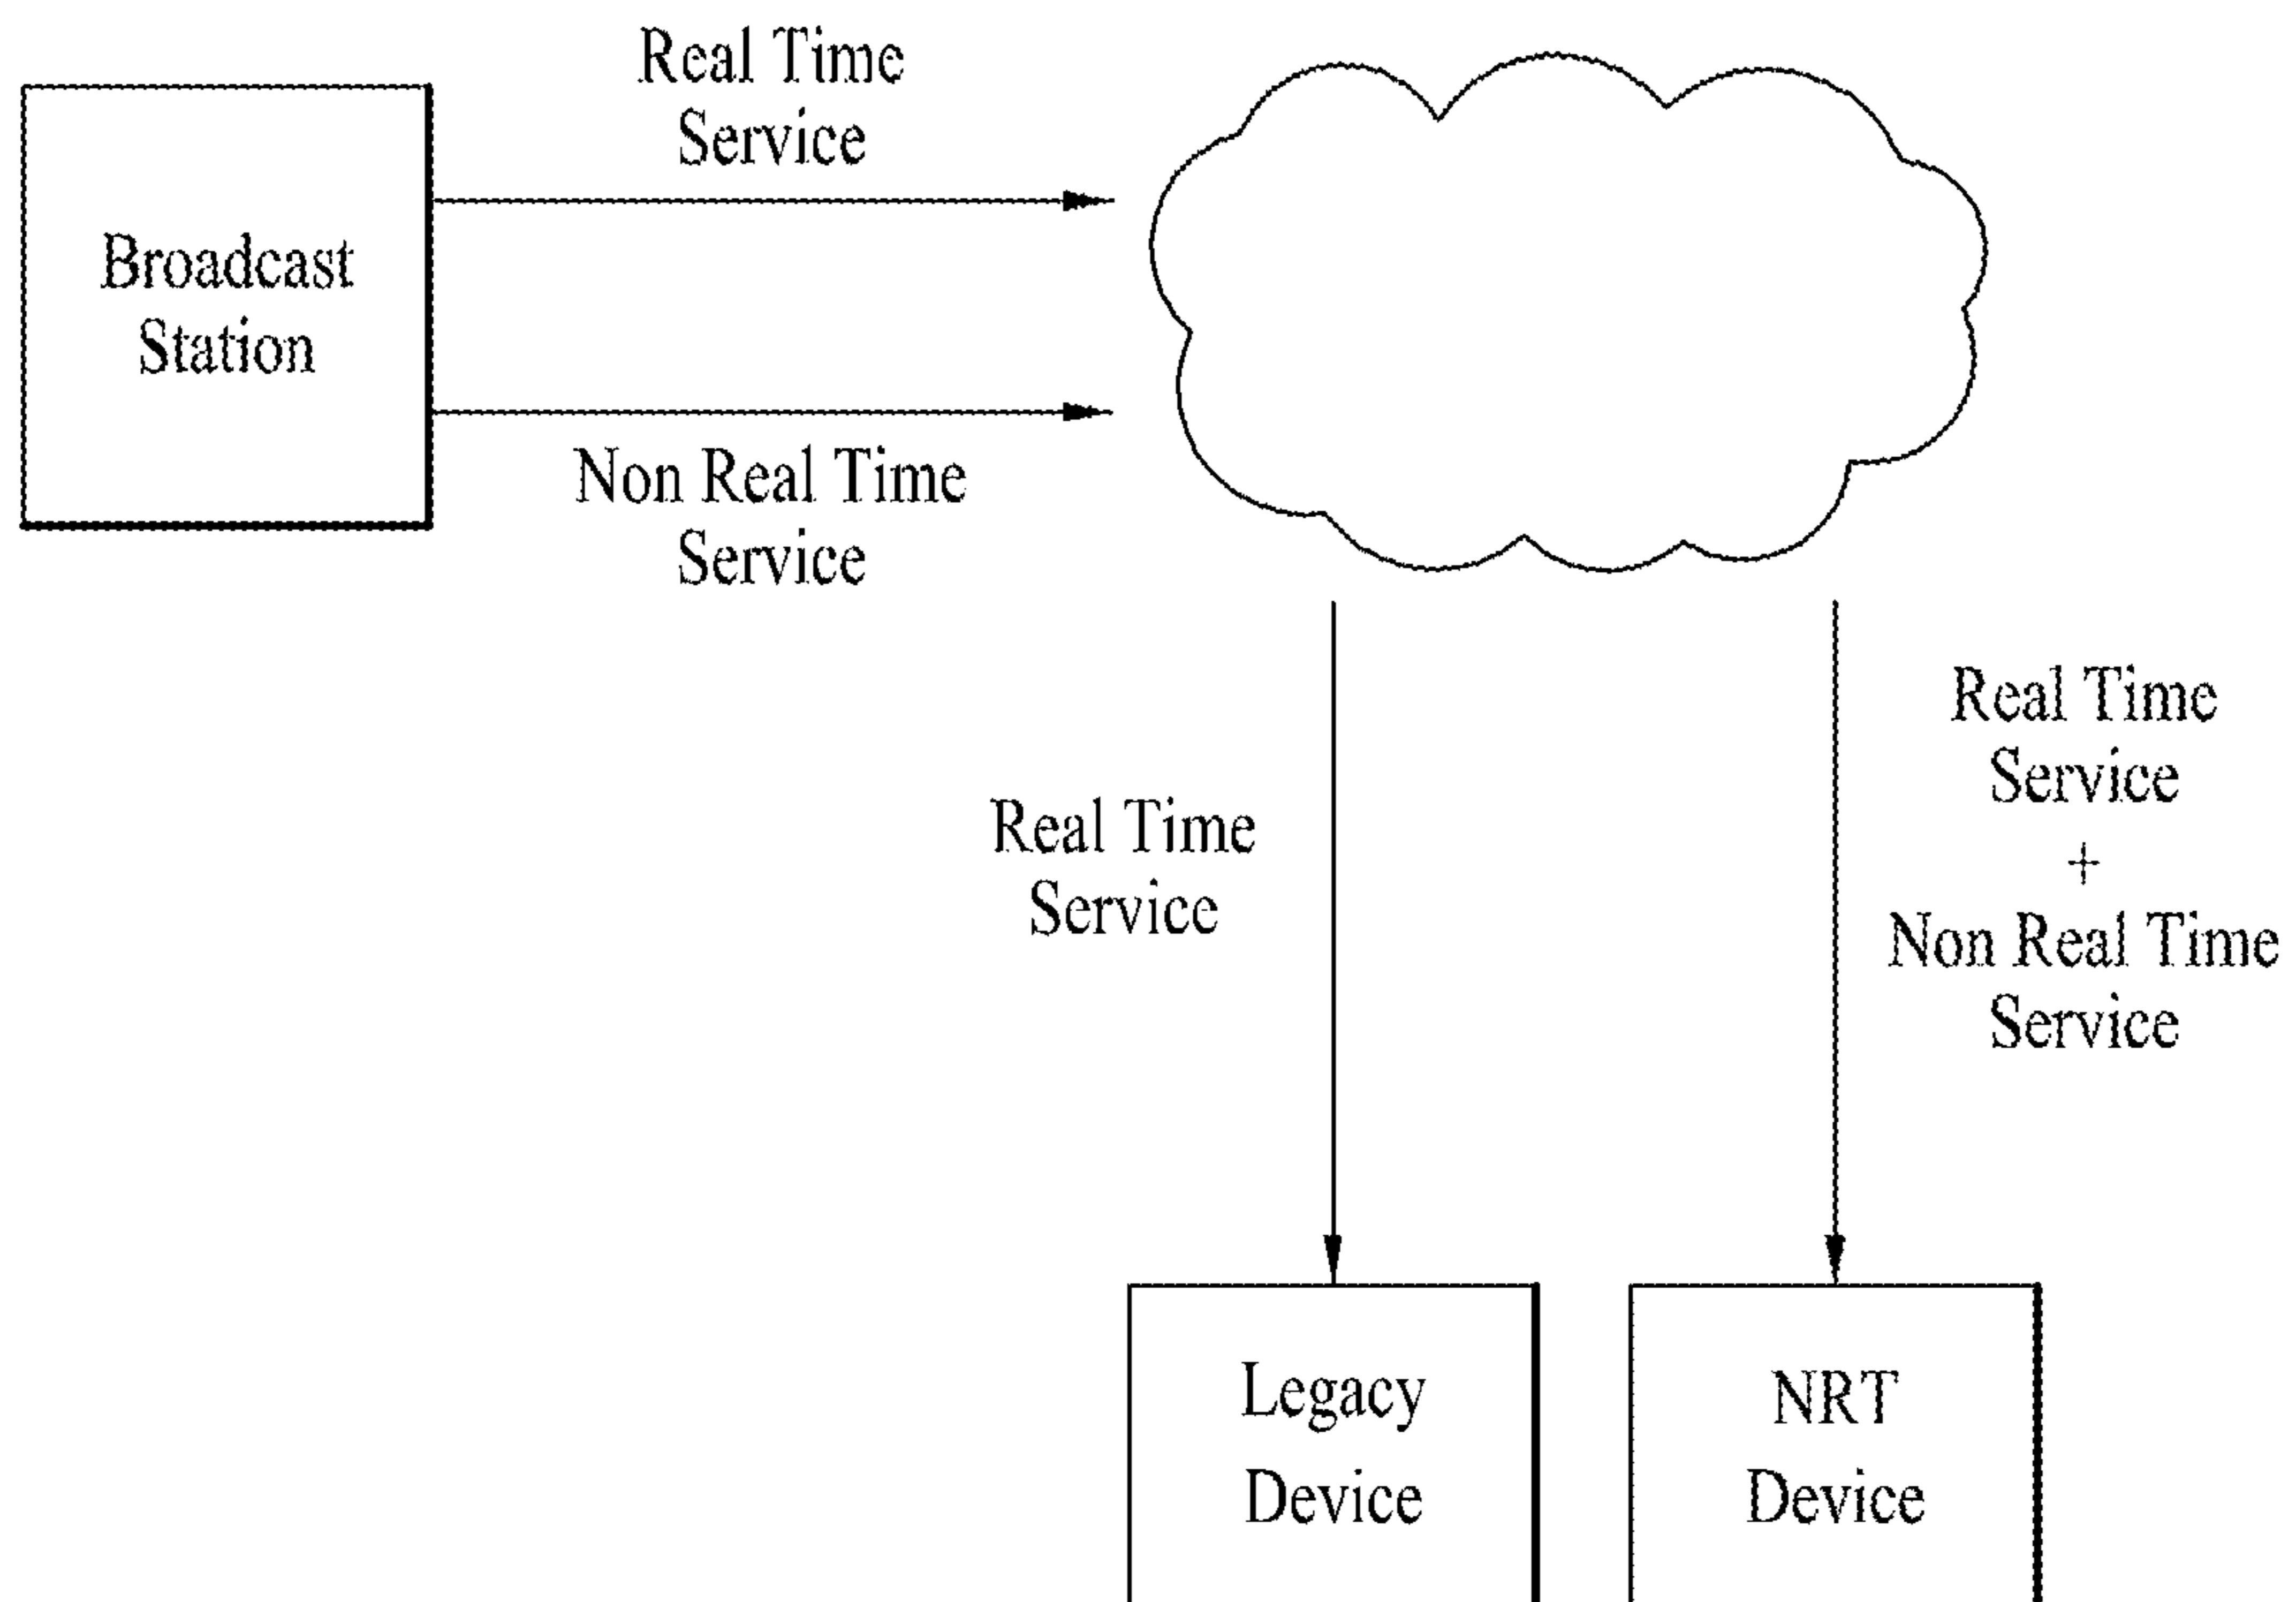 Real Time
Service
Broadcast
Station
Non Real Time
Service
Real Time
Service
Real Time
Service
+
Non Real Time
Service
Legacy
Device
NRT
Device